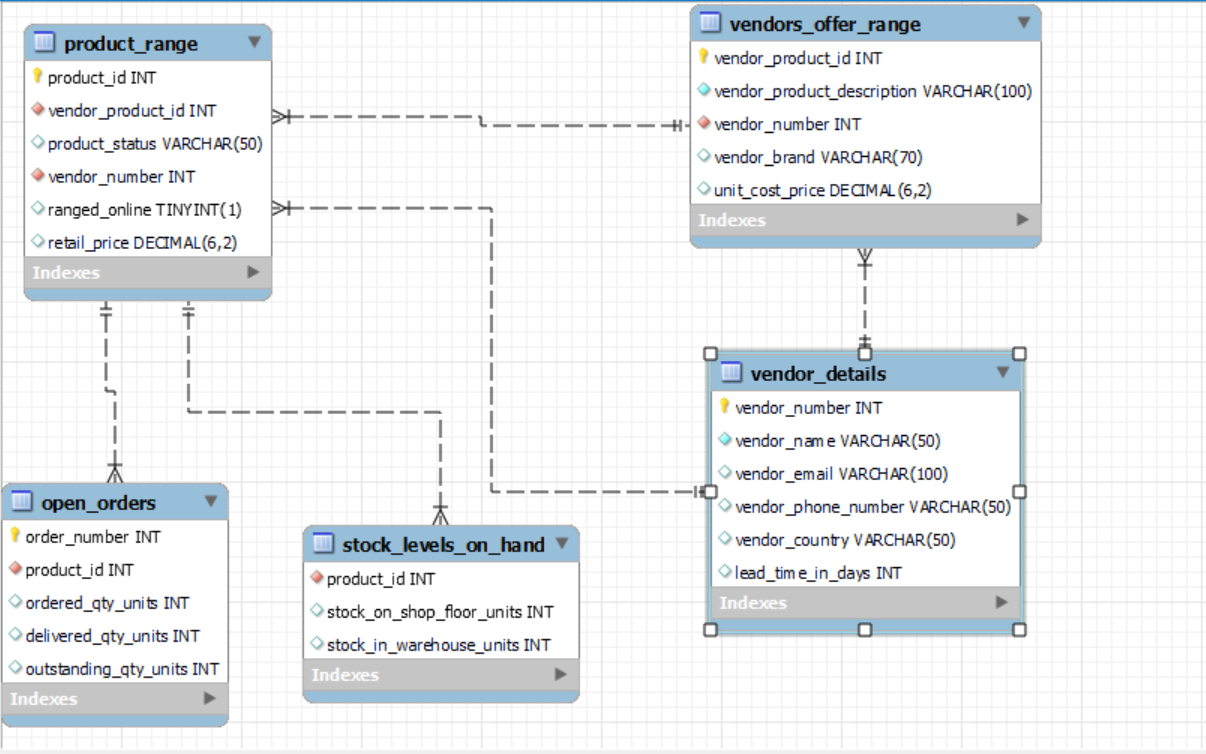 product_range
product_id INT
vendor_product_id INT
product_status VARCHAR(50)
vendor_number INT
ranged_online TINYINT(1)
retail_price DECIMAL(6,2)
Indexes
vendors_offer_range
vendor_product_id INT
vendor_product_description VARCHAR(100)
vendor_number INT
vendor_brand VARCHAR(70)
unit_cost_price DECIMAL(6,2)
Indexes
open_orders
order_number INT
product_id INT
ordered_qty_units INT
delivered_qty_units INT
outstanding_qty_units INT
Indexes
stock_levels_on_hand
product_id INT
stock_on_shop_floor_units INT
stock_in_warehouse_units INT
Indexes
vendor_details
vendor_number INT
vendor_name VARCHAR(50)
vendor_email VARCHAR(100)
vendor_phone_number VARCHAR(50)
vendor_country VARCHAR(50)
lead_time_in_days INT
Indexes